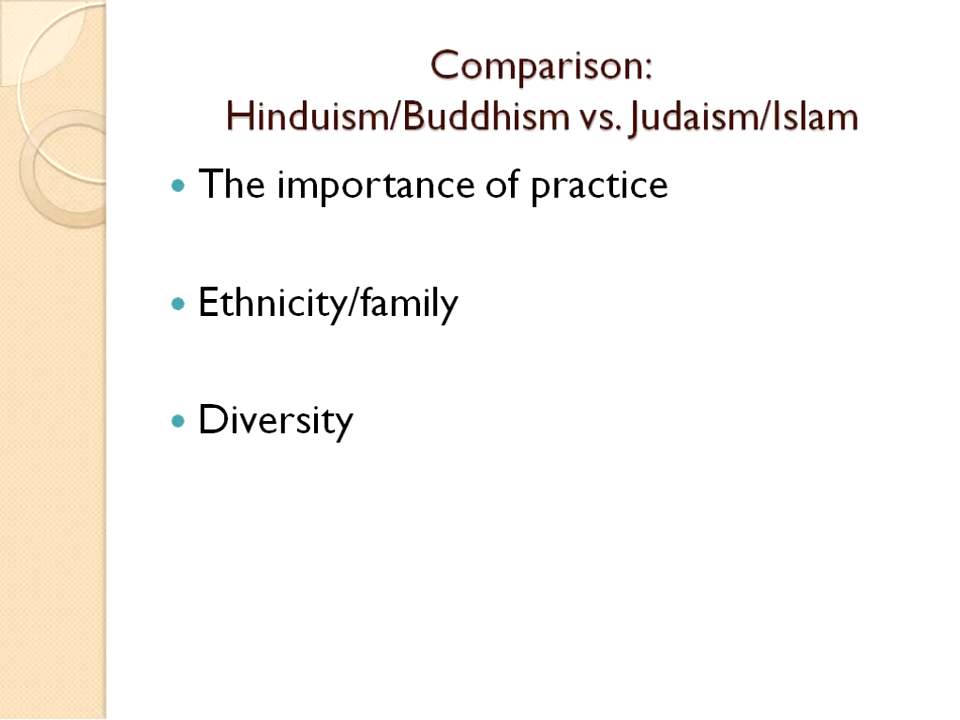 Comparison:
Hinduism/Buddhism vs. Judaism/Islam
• The importance of practice
• Ethnicity/family
• Diversity